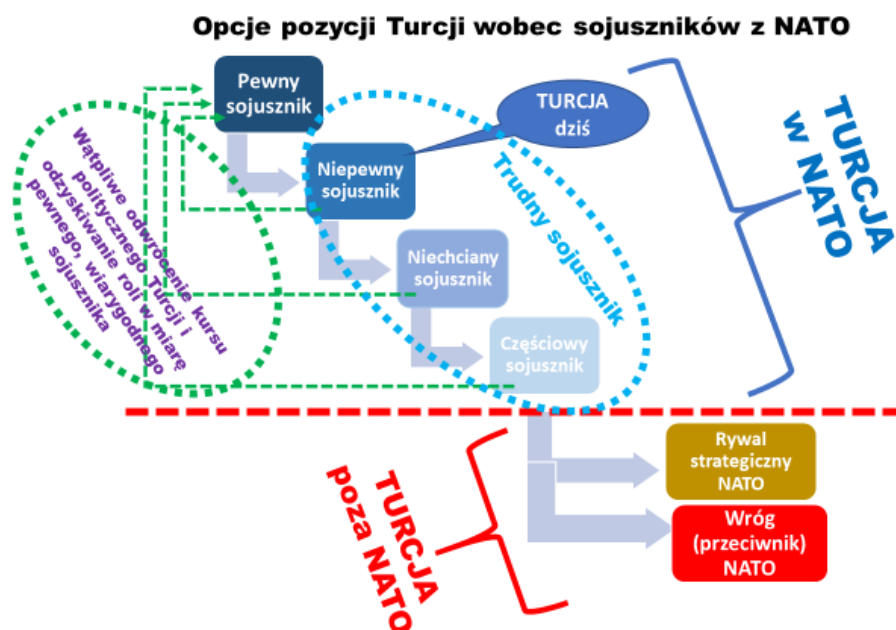 Opcje pozycji Turcji wobec sojuszników z NATO
Pewny
sojusznik
TURCJA
dziś
Niepewny
sojusznik
Niechciany
sojusznik
Częściowy
sojusznik
Trudny sojusznik
Wątpliwe odwrócenie kursu
politycznego Turcji i
odzyskiwanie roli w miarę
pewnego, wiarygodnego
sojusznika
TURCJA
w NATO
TURCJA
poza NATO
Rywal
strategiczny
NATO
Wróg
(przeciwnik)
NATO